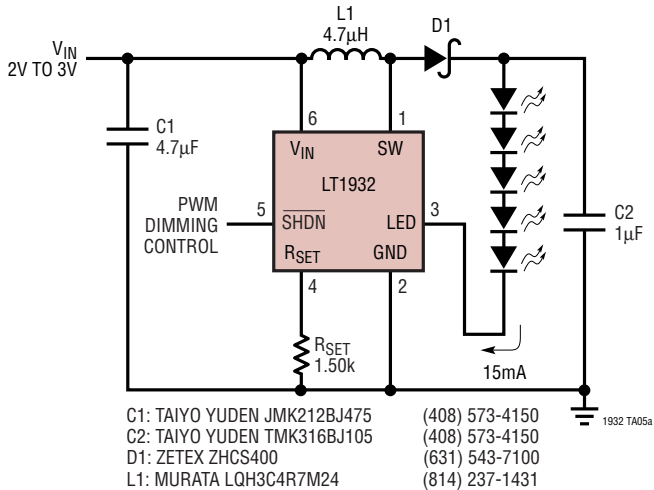 L1
4.7µH
D1
VIN
2V TO 3V
C1
4.7µF
6
1
VIN
SW
LT1932
PWM
DIMMING
CONTROL
5
SHDN
LED
3
RSET
GND
4
2
C2
1µF
RSET
1.50k
15mA
1932 TA05a
C1: TAIYO YUDEN JMK212BJ475 (408) 573-4150
C2: TAIYO YUDEN TMK316BJ105 (408) 573-4150
D1: ZETEX ZHCS400 (631) 543-7100
L1: MURATA LQH3C4R7M24 (814) 237-1431